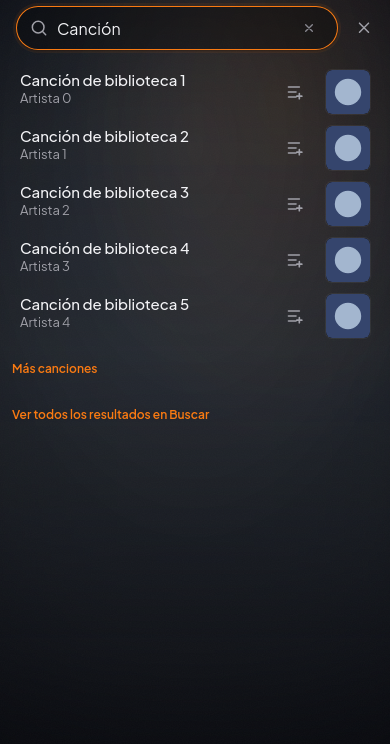 Canción
Canción de biblioteca 1
Artista 0
Canción de biblioteca 2
Artista 1
Canción de biblioteca 3
Artista 2
Canción de biblioteca 4
Artista 3
Canción de biblioteca 5
Artista 4
Más canciones
Ver todos los resultados en Buscar